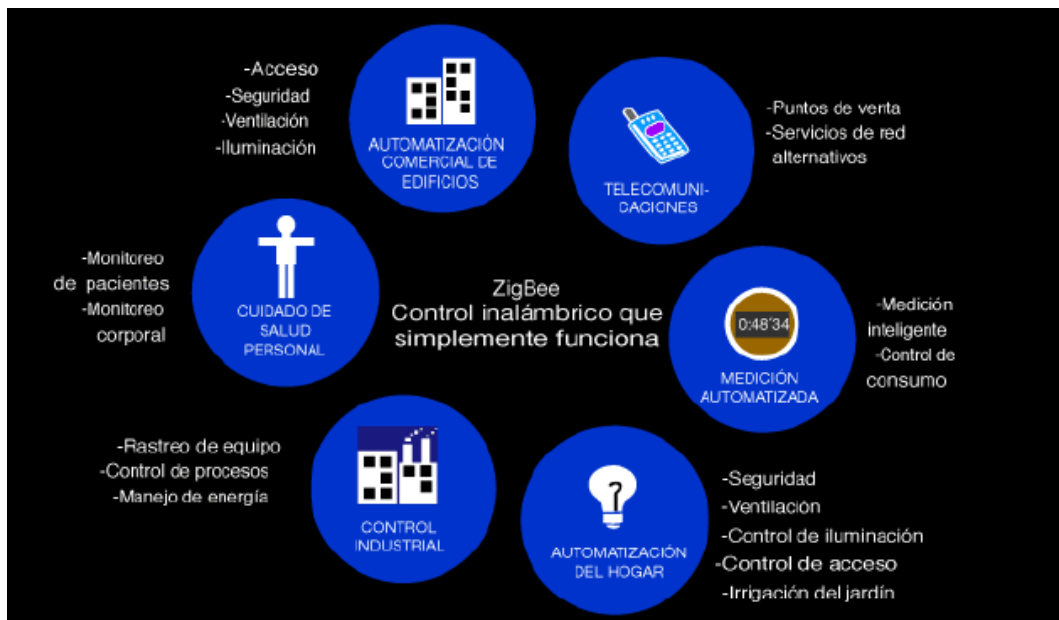 -Acceso
-Seguridad
-Ventilación
-Iluminación
AUTOMATIZACIÓN
COMERCIAL DE
EDIFICIOS
TELECOMUNI-
CACIONES
-Puntos de venta
-Servicios de red
alternativos
-Monitoreo
de pacientes
-Monitoreo
corporal
CUIDADO DE
SALUD
PERSONAL
ZigBee
Control inalámbrico que
simplemente funciona
0:48'34
MEDICIÓN
AUTOMATIZADA
-Medición
inteligente
-Control de
consumo
-Rastreo de equipo
-Control de procesos
-Manejo de energía
CONTROL
INDUSTRIAL
AUTOMATIZACIÓN
DEL HOGAR
-Seguridad
-Ventilación
-Control de iluminación
-Control de acceso
-Irrigación del jardín